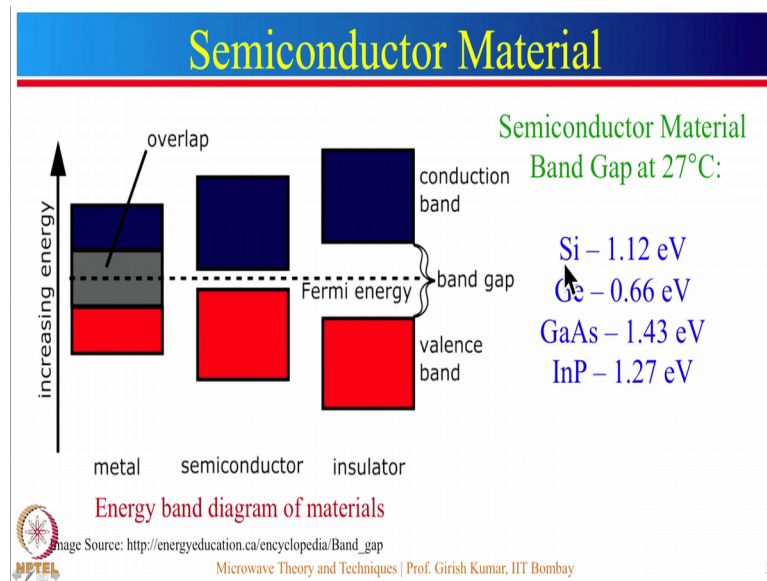 Semiconductor Material
overlap
increasing energy
conduction
band
Fermi energy
band gap
valence
band
metal
semiconductor
insulator
Energy band diagram of materials
Semiconductor Material
Band Gap at 27°C:
Si – 1.12 eV
Ge – 0.66 eV
GaAs – 1.43 eV
InP – 1.27 eV
Image Source: http://energyeducation.ca/encyclopedia/Band_gap
NPTEL
Microwave Theory and Techniques | Prof. Girish Kumar, IIT Bombay